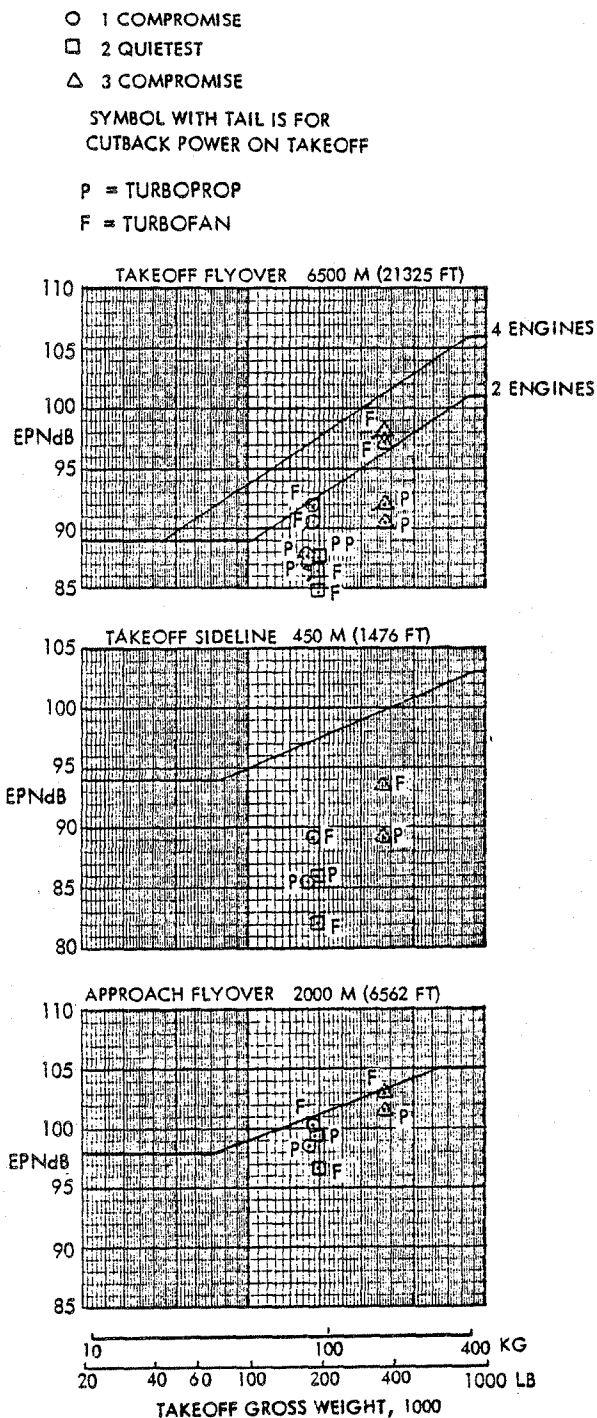 ○ 1 COMPROMISE
□ 2 QUIETEST
△ 3 COMPROMISE
SYMBOL WITH TAIL IS FOR
CUTBACK POWER ON TAKEOFF
P = TURBOPROP
F = TURBOFAN
TAKEOFF FLYOVER 6500 M (21325 FT)
110
105
100
EPNdB
95
90
85
4 ENGINES
2 ENGINES
F
F
F
F
P
P
P
P
P P
F
F
TAKEOFF SIDELINE 450 M (1476 FT)
105
100
95
EPNdB
90
85
80
F
F
P
P
P
F
APPROACH FLYOVER 2000 M (6562 FT)
110
105
100
EPNdB
95
90
85
F
F
P
P
P
F
10 100 400 KG
20 40 60 100 200 400 1000 LB
TAKEOFF GROSS WEIGHT, 1000